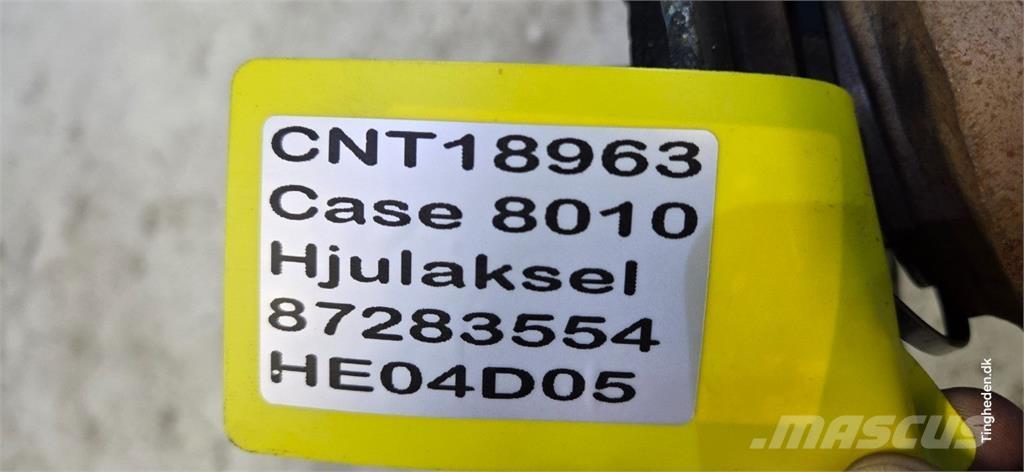 CNT18963
Case 8010
Hjulaksel
87283554
HE04D05
Tingheden.dk
MASCUS